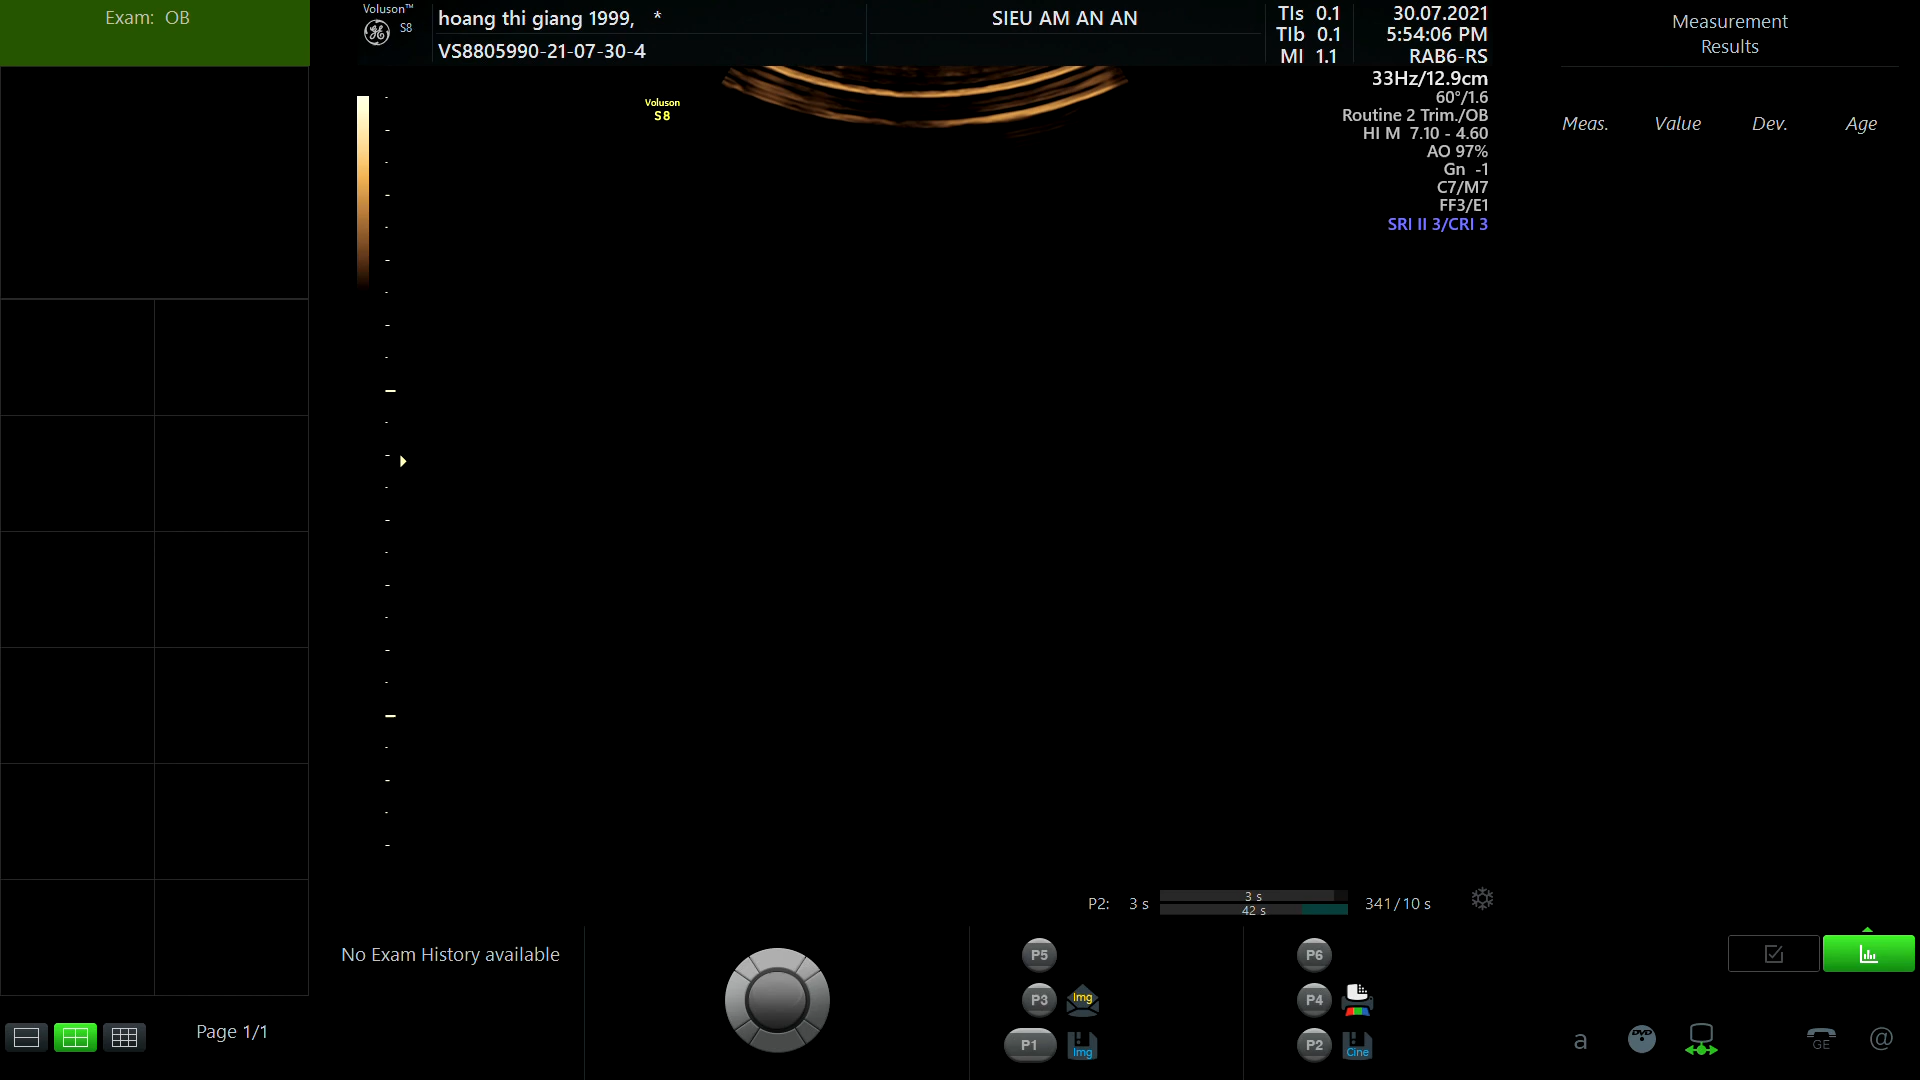 Exam: OB
Voluson™
S8
hoang thi giang 1999, *
VS8805990-21-07-30-4
SIEU AM AN AN
TIs 0.1
TIb 0.1
MI 1.1
30.07.2021
5:54:06 PM
RAB6-RS
33Hz/12.9cm
60°/1.6
Routine 2 Trim./OB
HI M 7.10 - 4.60
AO 97%
Gn -1
C7/M7
FF3/E1
SRI II 3/CRI 3
Voluson
S8
Measurement
Results
Meas. Value Dev. Age
P2: 3 s
3 s
42 s
341/10 s
No Exam History available
P5
P3 Img
P1 Img
P6
P4
P2 Cine
Page 1/1
a
DVD
GE
@